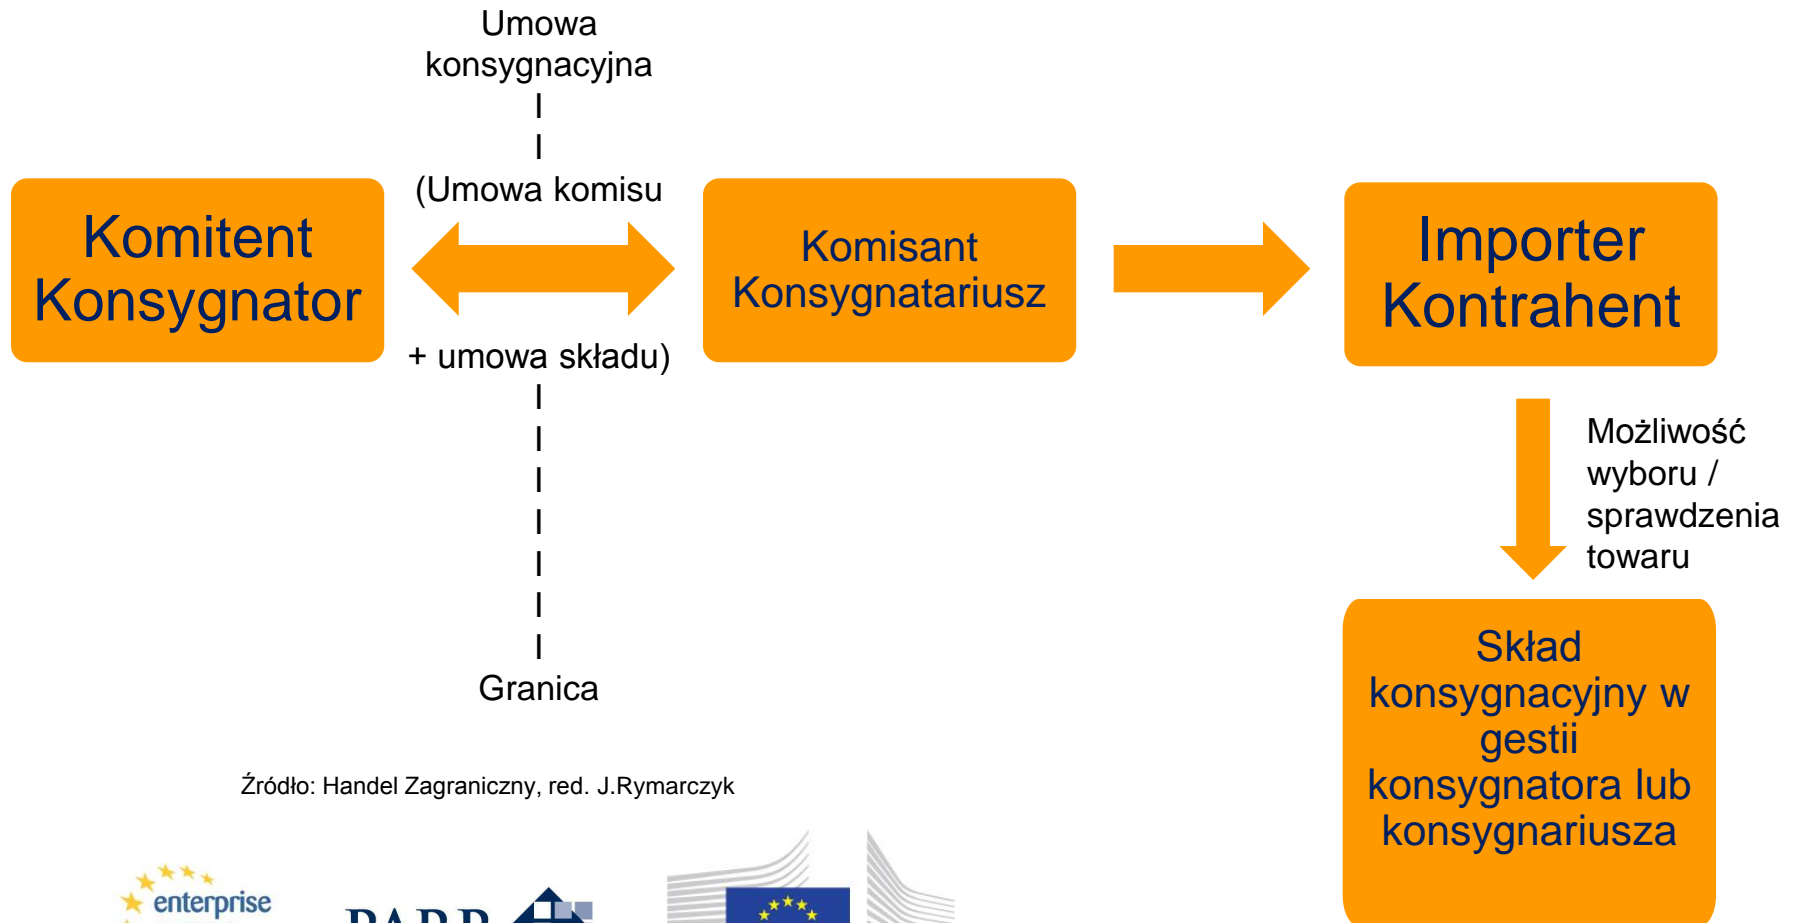 Umowa
konsygnacyjna
(Umowa komisu
+ umowa składu)
Granica
Komitent
Konsygnator
Komisant
Konsygnatariusz
Importer
Kontrahent
Możliwość
wyboru /
sprawdzenia
towaru
Skład
konsygnacyjny w
gestii
konsygnatora lub
konsygnariusza
Źródło: Handel Zagraniczny, red. J.Rymarczyk
enterprise
PARP